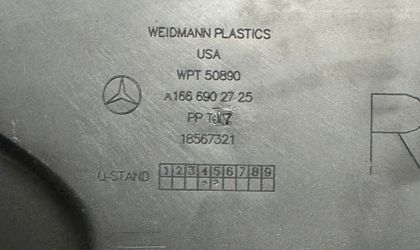 WEIDMANN PLASTICS
USA
WPT 50890
A166 690 27 25
PP
18567321
Q-STAND 1 2 3 4 5 6 7 8 9
R